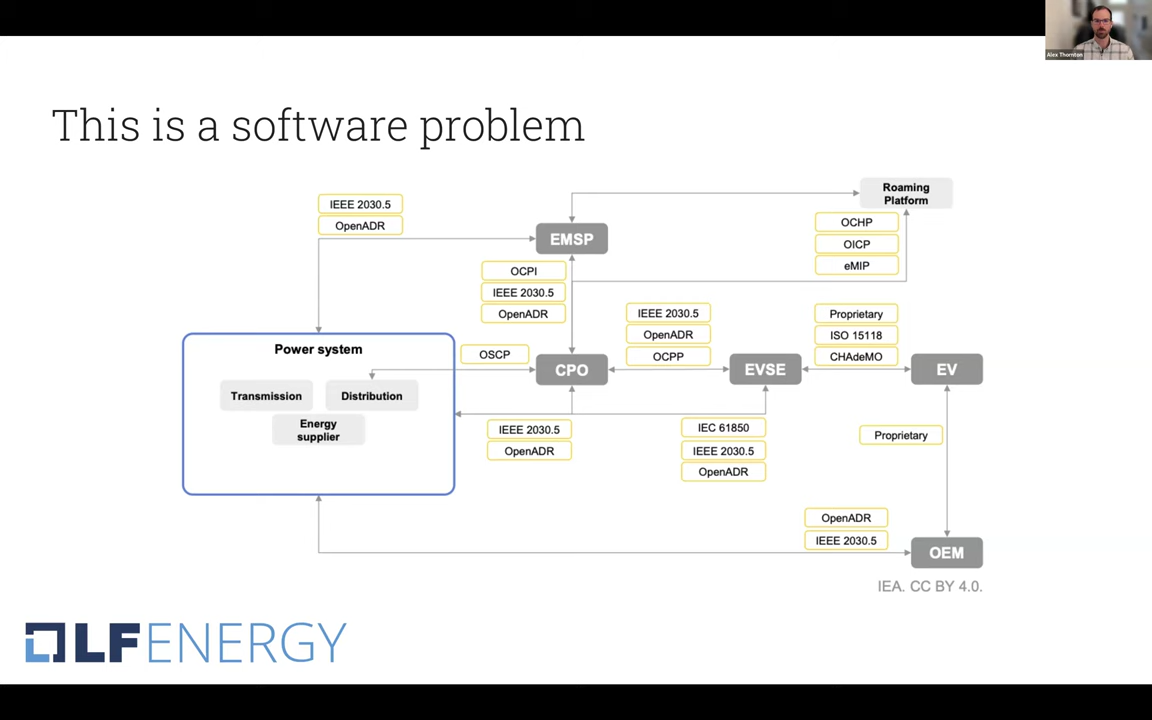 Alex Thornton
This is a software problem
Roaming
Platform
IEEE 2030.5
OpenADR
OCHP
OICP
eMIP
EMSP
OCPI
IEEE 2030.5
OpenADR
IEEE 2030.5
OpenADR
OCPP
Proprietary
ISO 15118
CHAdeMO
Power system
OSCP
CPO
EVSE
EV
Transmission
Distribution
Energy
supplier
IEEE 2030.5
OpenADR
IEC 61850
IEEE 2030.5
OpenADR
Proprietary
OpenADR
IEEE 2030.5
OEM
IEA. CC BY 4.0.
LFENERGY